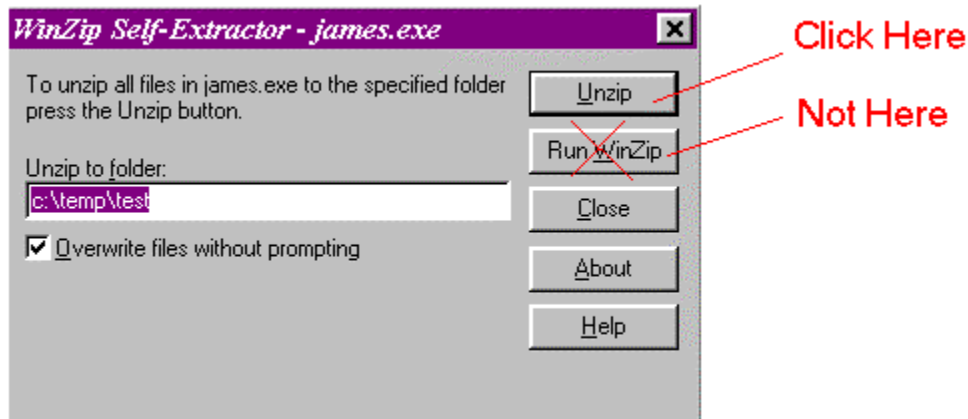 WinZip Self-Extractor - james.exe
Click Here
To unzip all files in james.exe to the specified folder
press the Unzip button.
Unzip
Not Here
Run WinZip
Unzip to folder:
c:\temp\test
Close
Overwrite files without prompting
About
Help